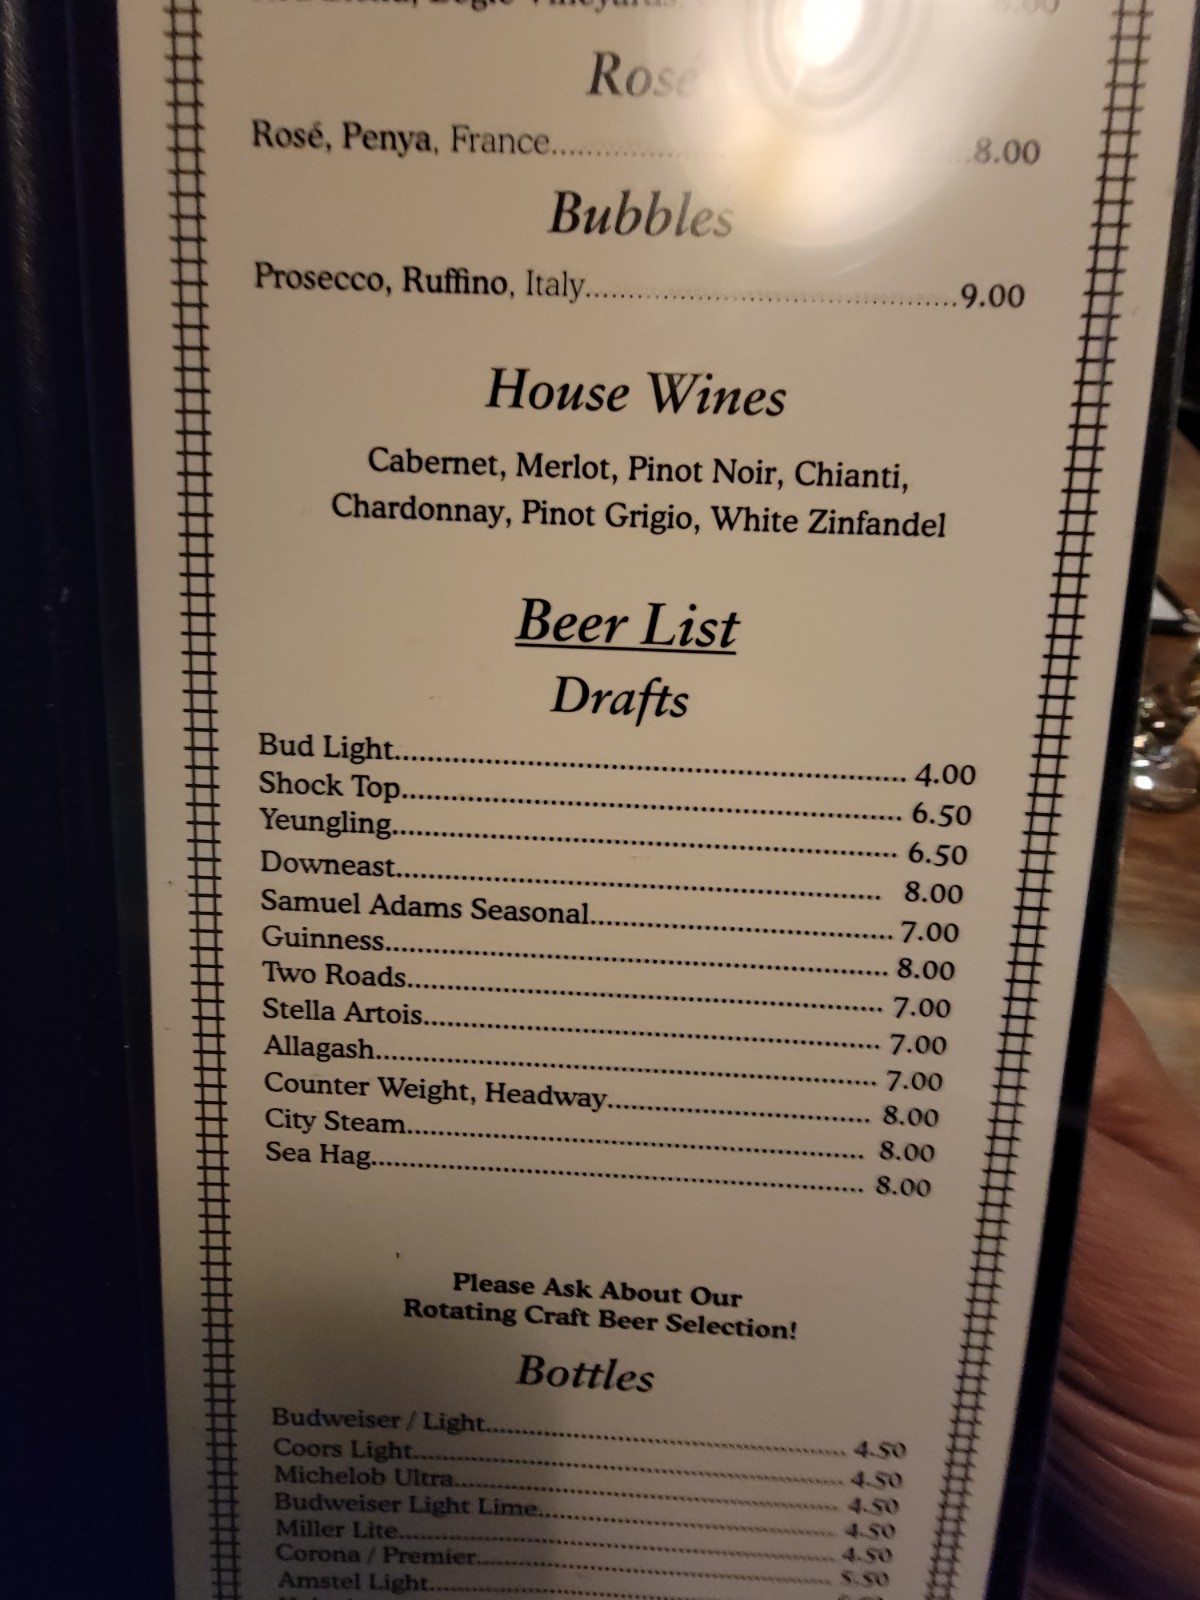 Rosé
Rosé, Penya, France..............8.00
Bubbles
Prosecco, Ruffino, Italy..............9.00
House Wines
Cabernet, Merlot, Pinot Noir, Chianti,
Chardonnay, Pinot Grigio, White Zinfandel
Beer List
Drafts
Bud Light.............. 4.00
Shock Top.............. 6.50
Yeungling.............. 6.50
Downeast.............. 8.00
Samuel Adams Seasonal.............. 7.00
Guinness.............. 8.00
Two Roads.............. 7.00
Stella Artois.............. 7.00
Allagash.............. 7.00
Counter Weight, Headway.............. 8.00
City Steam.............. 8.00
Sea Hag.............. 8.00
Please Ask About Our
Rotating Craft Beer Selection!
Bottles
Budweiser / Light.............. 4.50
Coors Light.............. 4.50
Michelob Ultra.............. 4.50
Budweiser Light Lime.............. 4.50
Miller Lite.............. 4.50
Corona / Premier.............. 5.50
Amstel Light..............